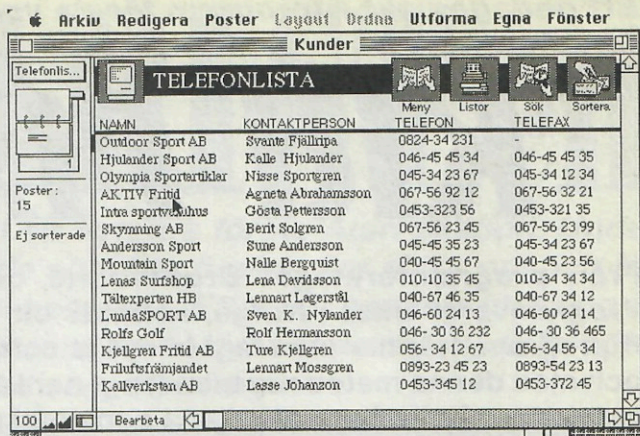 Arkiv Redigera Poster Layout Ordna Utforma Egna Fönster
Kunder
Telefonlis...
1
Poster:
15
Ej sorterade
TELEFONLISTA
Meny Listor Sök Sortera
NAMN KONTAKTPERSON TELEFON TELEFAX
Outdoor Sport AB Svante Fjällripa 0824-34 231 -
Hjulander Sport AB Kalle Hjulander 046-45 45 34 046-45 45 35
Olympia Sportartiklar Nisse Sportgren 045-34 23 67 045-34 12 34
AKTIV Fritid Agneta Abrahamsson 067-56 92 12 067-56 32 21
Intra sportvaruhus Gösta Pettersson 0453-323 56 0453-321 35
Skymning AB Berit Solgren 067-56 23 45 067-56 23 99
Andersson Sport Sune Andersson 045-45 35 23 045-34 23 67
Mountain Sport Nalle Bergquist 040-45 45 67 040-45 23 56
Lenas Surfshop Lena Davidsson 010-10 35 45 010-34 34 34
Tältexperten HB Lennart Lagerstål 040-67 46 35 040-67 34 12
LundaSPORT AB Sven K. Nylander 046-60 24 13 046-60 24 14
Rolfs Golf Rolf Hermansson 046- 30 36 232 046- 30 36 465
Kjellgren Fritid AB Ture Kjellgren 056-34 12 67 056-34 56 34
Friluftsfrämjandet Lennart Mossgren 0893-23 45 23 0893-54 23 13
Kallverkstan AB Lasse Johanzon 0453-345 12 0453-372 45
100 Bearbeta